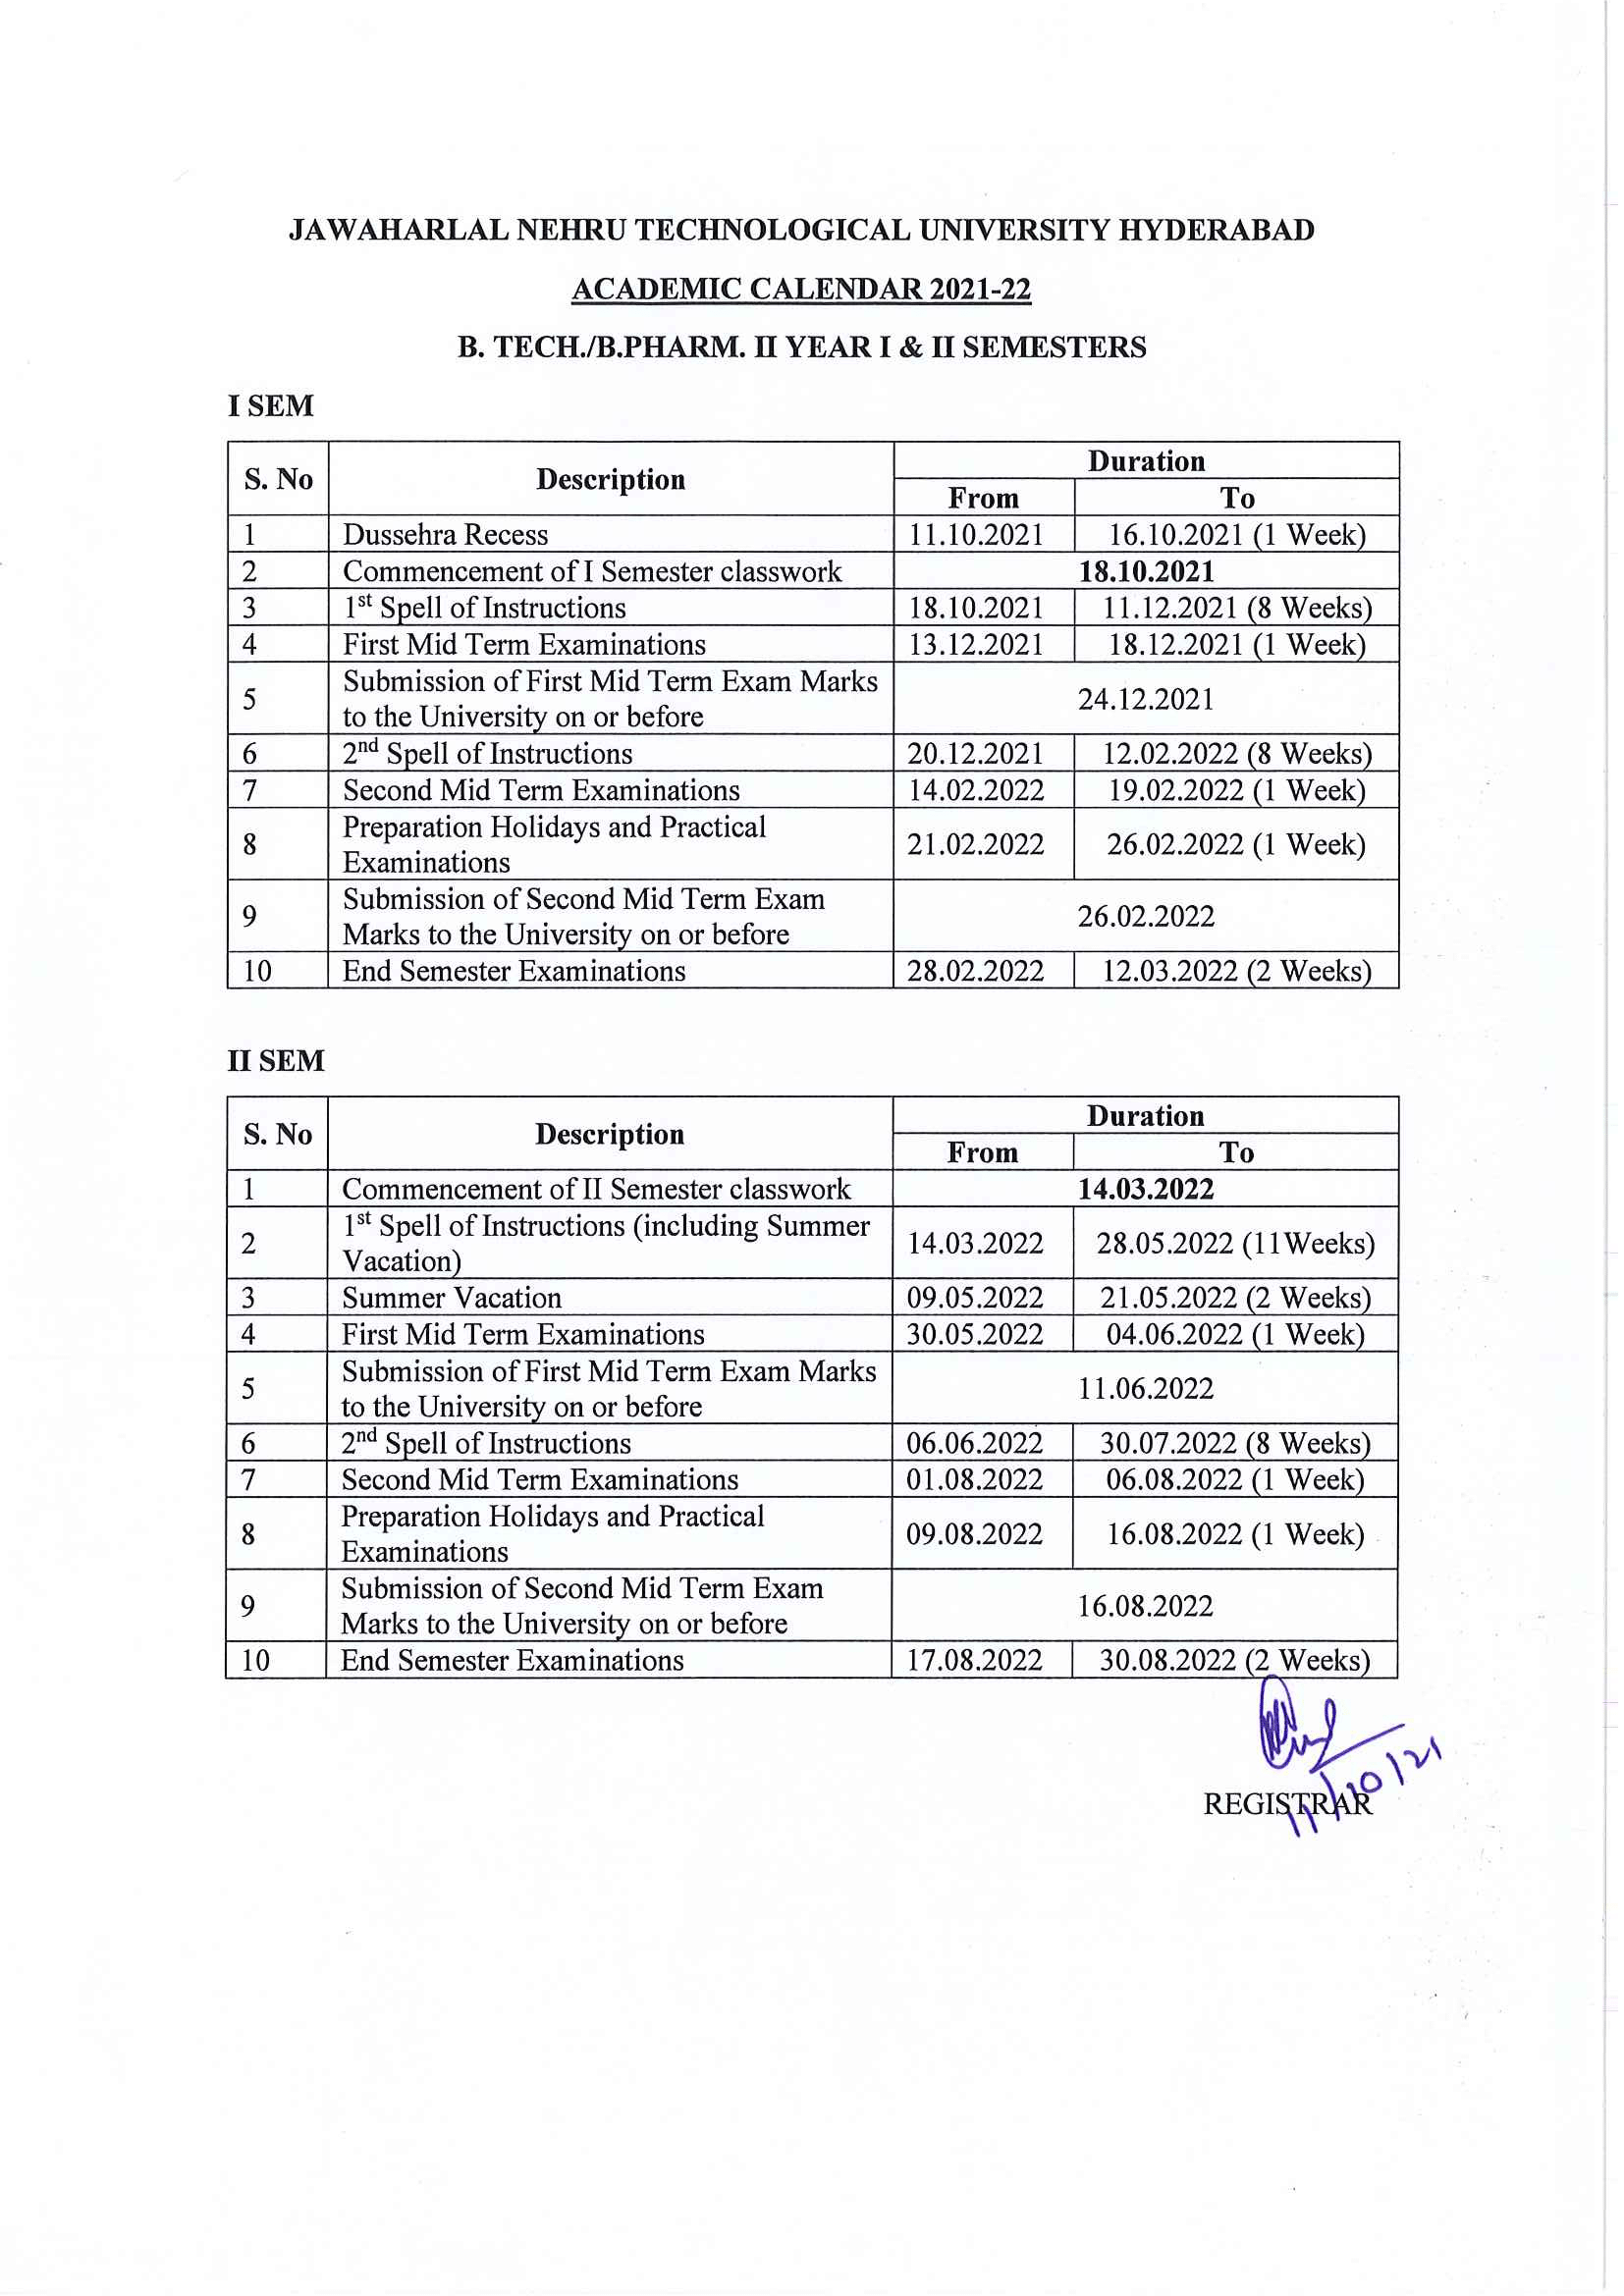 JAWAHARLAL NEHRU TECHNOLOGICAL UNIVERSITY HYDERABAD
ACADEMIC CALENDAR 2021-22
B. TECH./B.PHARM. II YEAR I & II SEMESTERS
I SEM
S. No Description Duration
From To
1 Dussehra Recess 11.10.2021 16.10.2021 (1 Week)
2 Commencement of I Semester classwork 18.10.2021
3 1st Spell of Instructions 18.10.2021 11.12.2021 (8 Weeks)
4 First Mid Term Examinations 13.12.2021 18.12.2021 (1 Week)
5 Submission of First Mid Term Exam Marks
to the University on or before 24.12.2021
6 2nd Spell of Instructions 20.12.2021 12.02.2022 (8 Weeks)
7 Second Mid Term Examinations 14.02.2022 19.02.2022 (1 Week)
8 Preparation Holidays and Practical
Examinations 21.02.2022 26.02.2022 (1 Week)
9 Submission of Second Mid Term Exam
Marks to the University on or before 26.02.2022
10 End Semester Examinations 28.02.2022 12.03.2022 (2 Weeks)
II SEM
S. No Description Duration
From To
1 Commencement of II Semester classwork 14.03.2022
2 1st Spell of Instructions (including Summer
Vacation) 14.03.2022 28.05.2022 (11Weeks)
3 Summer Vacation 09.05.2022 21.05.2022 (2 Weeks)
4 First Mid Term Examinations 30.05.2022 04.06.2022 (1 Week)
5 Submission of First Mid Term Exam Marks
to the University on or before 11.06.2022
6 2nd Spell of Instructions 06.06.2022 30.07.2022 (8 Weeks)
7 Second Mid Term Examinations 01.08.2022 06.08.2022 (1 Week)
8 Preparation Holidays and Practical
Examinations 09.08.2022 16.08.2022 (1 Week)
9 Submission of Second Mid Term Exam
Marks to the University on or before 16.08.2022
10 End Semester Examinations 17.08.2022 30.08.2022 (2 Weeks)
11/10/21
REGISTRAR